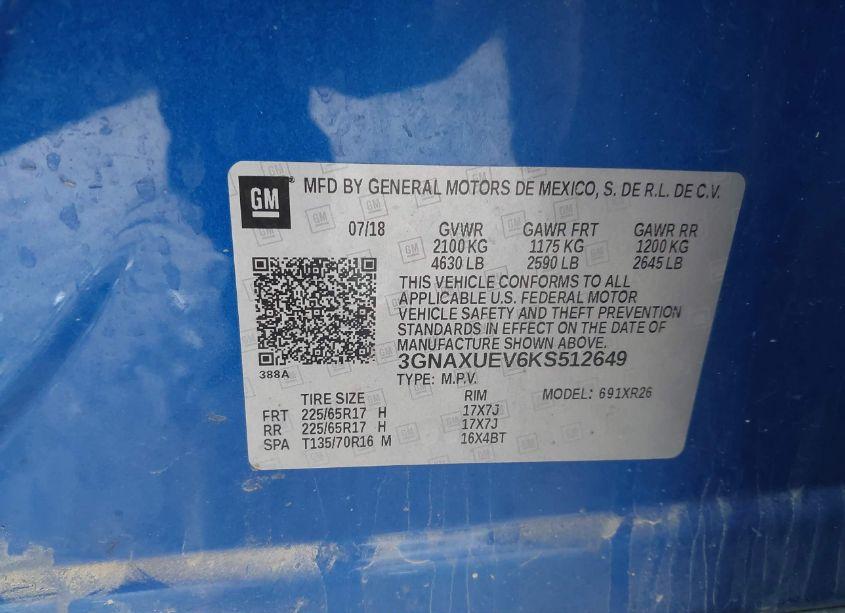 GM® MFD BY GENERAL MOTORS DE MEXICO, S. DE R.L. DE C.V.
07/18 GVWR GAWR FRT GAWR RR
2100 KG 1175 KG 1200 KG
4630 LB 2590 LB 2645 LB
THIS VEHICLE CONFORMS TO ALL
APPLICABLE U.S. FEDERAL MOTOR
VEHICLE SAFETY AND THEFT PREVENTION
STANDARDS IN EFFECT ON THE DATE OF
MANUFACTURE SHOWN ABOVE.
3GNAXUEV6KS512649
388A
TYPE: M.P.V. MODEL: 691XR26
TIRE SIZE RIM
FRT 225/65R17 H 17X7J
RR 225/65R17 H 17X7J
SPA T135/70R16 M 16X4BT